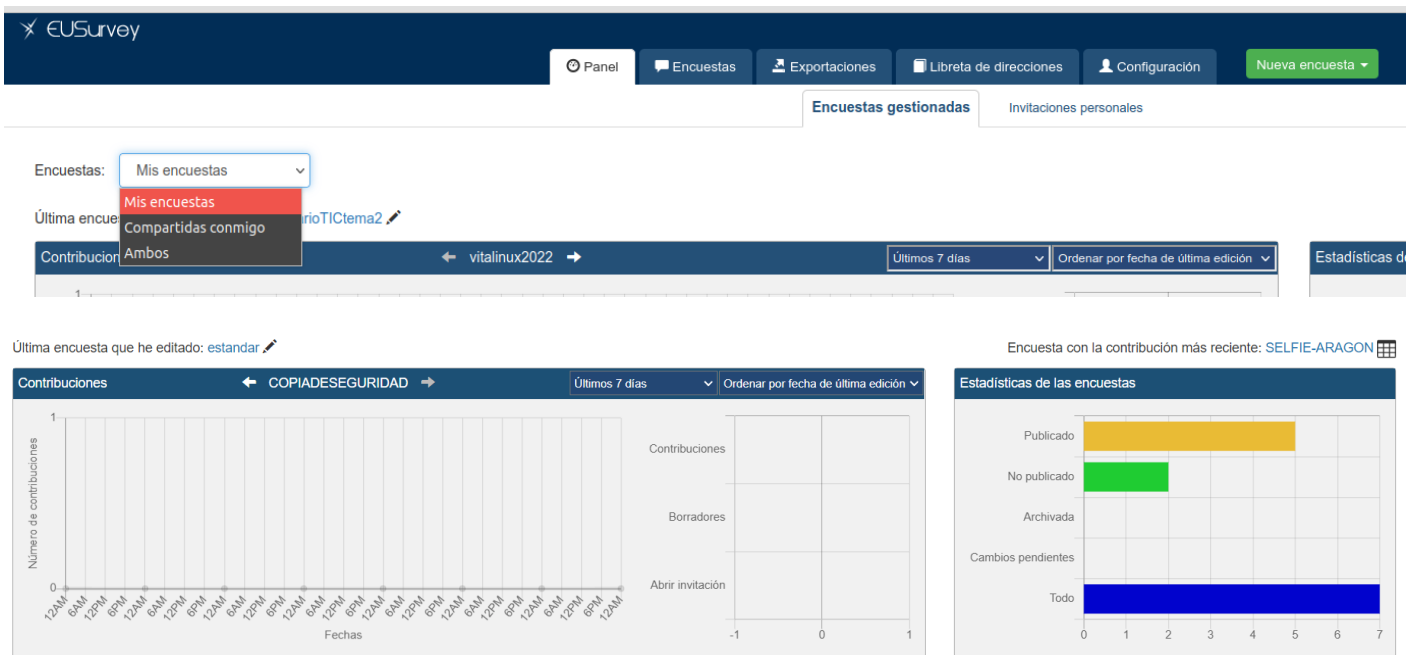 EUSurvey
Panel Encuestas Exportaciones Libreta de direcciones Configuración Nueva encuesta
Encuestas gestionadas Invitaciones personales
Encuestas: Mis encuestas
Mis encuestas
Última encue rioTICtema2
Compartidas conmigo
Ambos
Contribucion vitalinux2022 Últimos 7 días Ordenar por fecha de última edición Estadísticas d
1
Última encuesta que he editado: estandar Encuesta con la contribución más reciente: SELFIE-ARAGON
Contribuciones COPIADESEGURIDAD Últimos 7 días Ordenar por fecha de última edición Estadísticas de las encuestas
1
Número de contribuciones
0
12AM 6AM 12PM 6PM 12AM 6AM 12PM 6PM 12AM 6AM 12PM 6PM 12AM 6AM 12PM 6PM 12AM 6AM 12PM 6PM 12AM 6AM 12PM 6PM 12AM 6AM 12PM 6PM 12AM
Fechas
Contribuciones
Borradores
Abrir invitación
-1 0 1
Publicado
No publicado
Archivada
Cambios pendientes
Todo
0 1 2 3 4 5 6 7